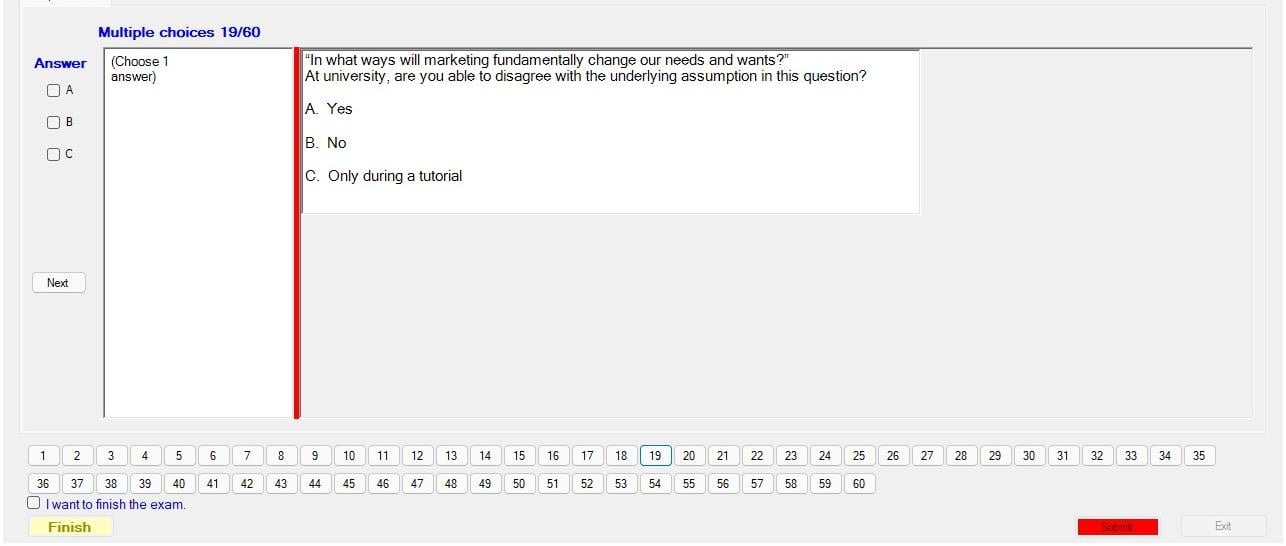 Multiple choices 19/60
Answer
A
B
C
Next
(Choose 1
answer)
“In what ways will marketing fundamentally change our needs and wants?”
At university, are you able to disagree with the underlying assumption in this question?
A. Yes
B. No
C. Only during a tutorial
1 2 3 4 5 6 7 8 9 10 11 12 13 14 15 16 17 18 19 20 21 22 23 24 25 26 27 28 29 30 31 32 33 34 35
36 37 38 39 40 41 42 43 44 45 46 47 48 49 50 51 52 53 54 55 56 57 58 59 60
I want to finish the exam.
Finish Submit Exit